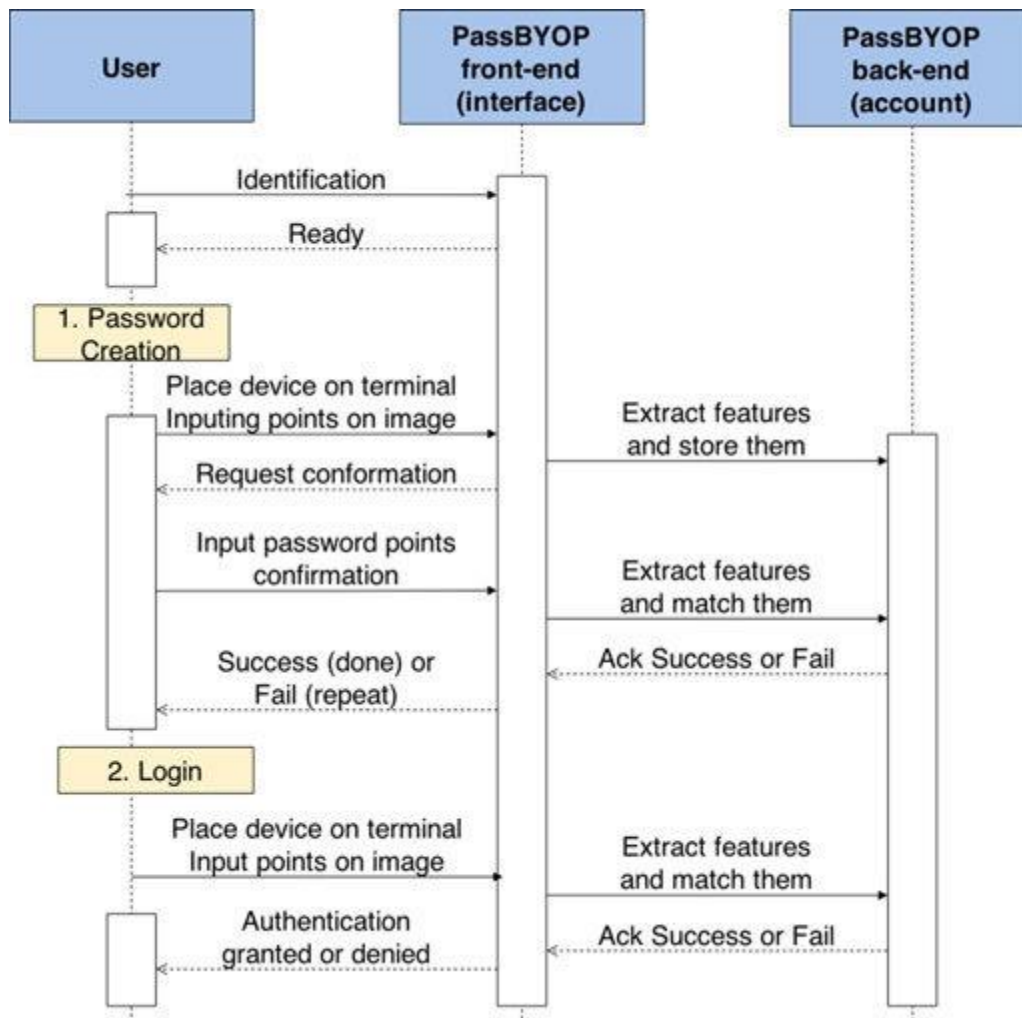 User
PassBYOP
front-end
(interface)
PassBYOP
back-end
(account)
Identification
Ready
1. Password
Creation
Place device on terminal
Inputing points on image
Extract features
and store them
Request conformation
Input password points
confirmation
Extract features
and match them
Ack Success or Fail
Success (done) or
Fail (repeat)
2. Login
Place device on terminal
Input points on image
Extract features
and match them
Authentication
granted or denied
Ack Success or Fail